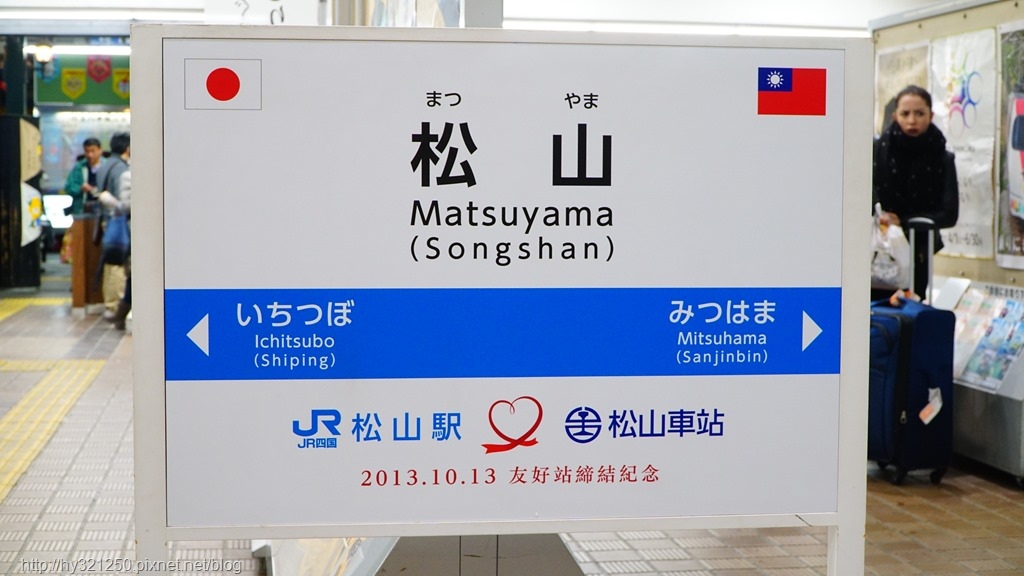 まつ やま
松 山
Matsuyama
(Songshan)
いちつぼ
Ichitsubo
(Shiping)
みつはま
Mitsuhama
(Sanjinbin)
JR JR四国 松山駅
松山車站
2013.10.13 友好站締結紀念
http://hy321250.pixnet.net/blog